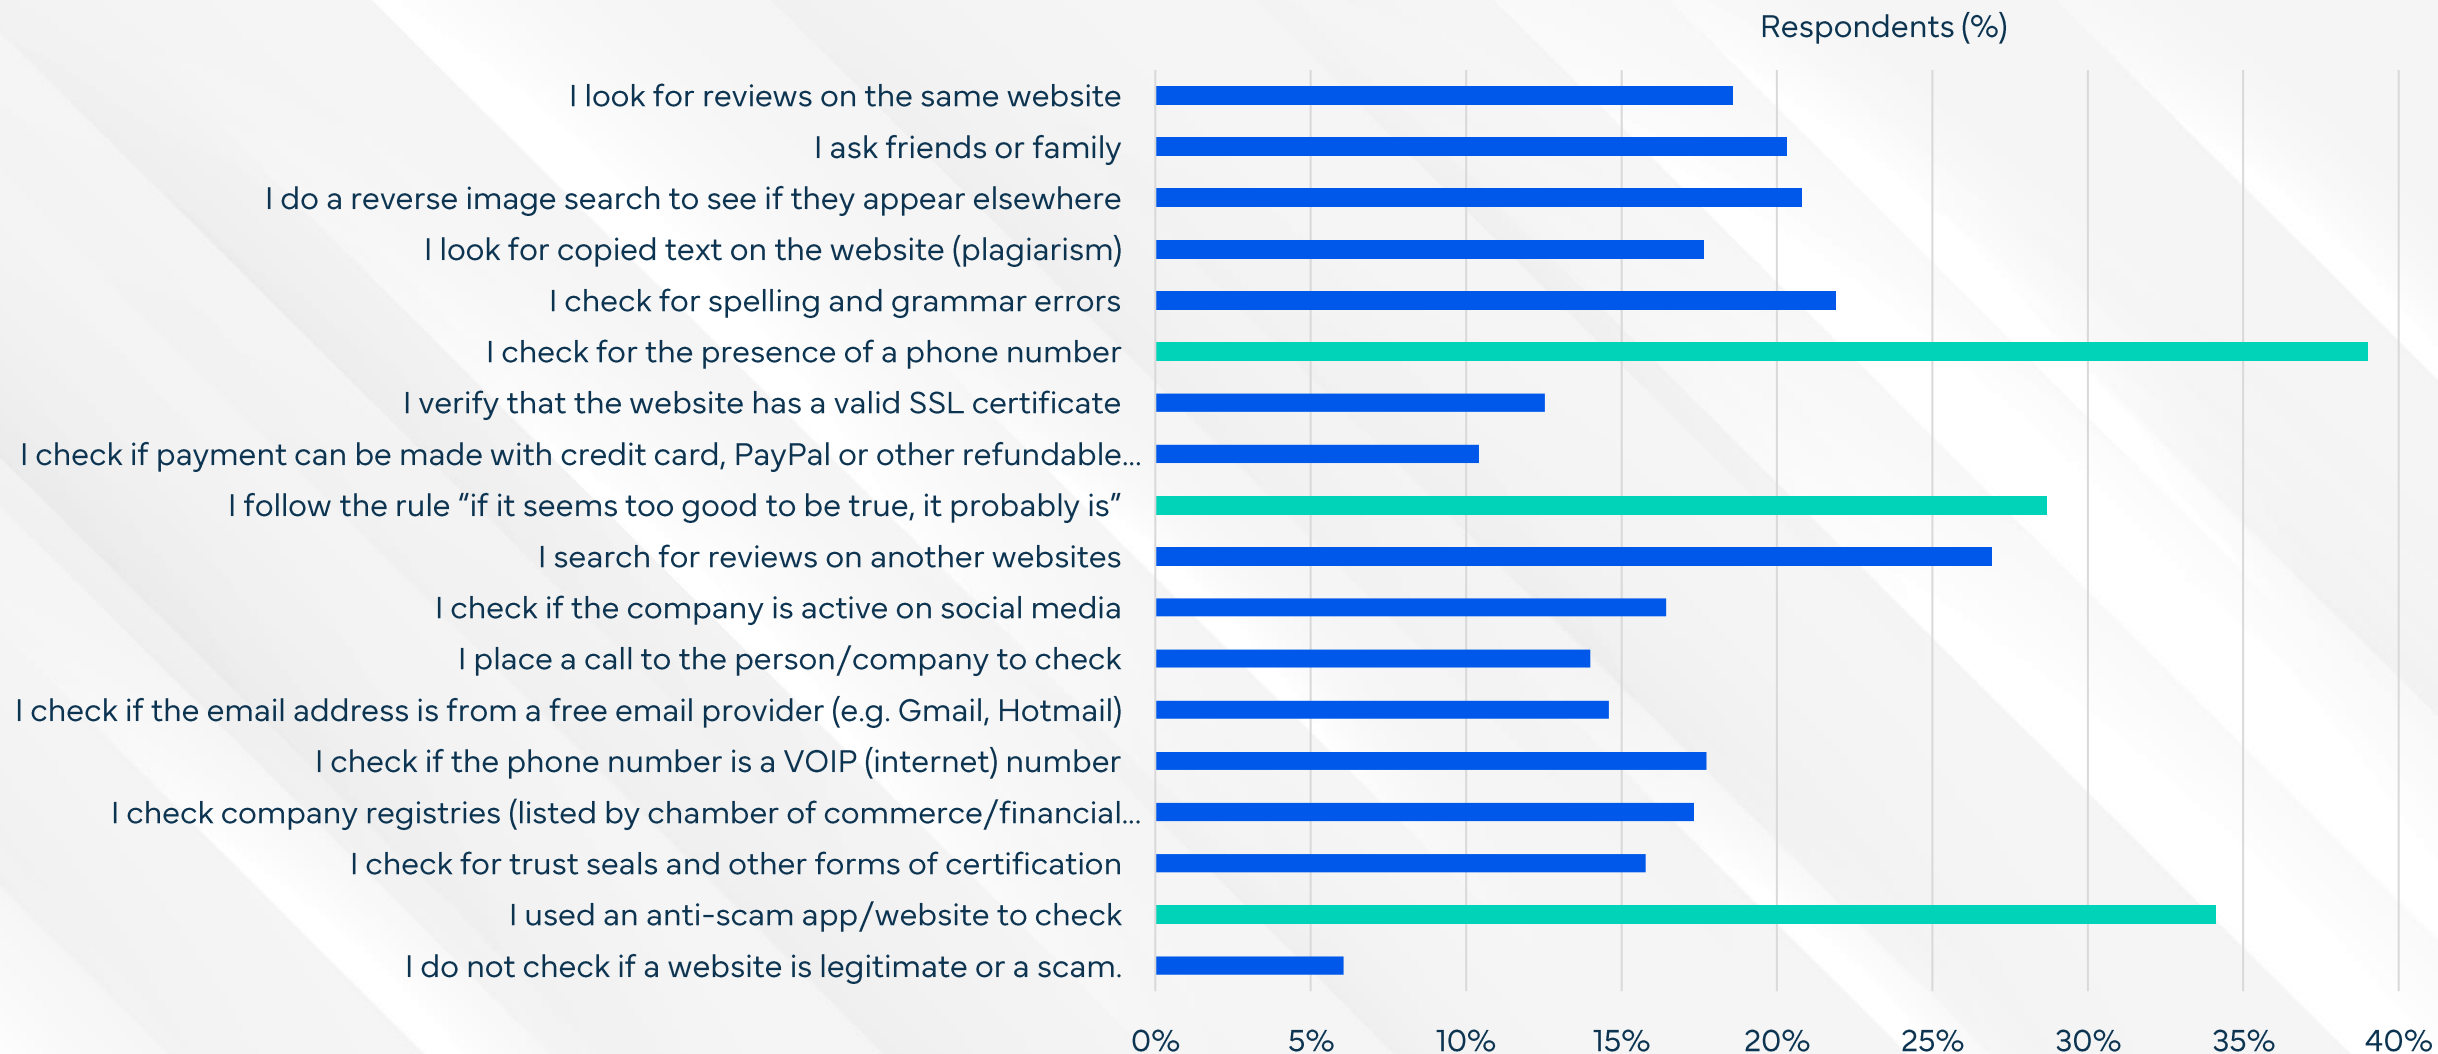 Respondents (%)
I look for reviews on the same website
I ask friends or family
I do a reverse image search to see if they appear elsewhere
I look for copied text on the website (plagiarism)
I check for spelling and grammar errors
I check for the presence of a phone number
I verify that the website has a valid SSL certificate
I check if payment can be made with credit card, PayPal or other refundable...
I follow the rule “if it seems too good to be true, it probably is”
I search for reviews on another websites
I check if the company is active on social media
I place a call to the person/company to check
I check if the email address is from a free email provider (e.g. Gmail, Hotmail)
I check if the phone number is a VOIP (internet) number
I check company registries (listed by chamber of commerce/financial...
I check for trust seals and other forms of certification
I used an anti-scam app/website to check
I do not check if a website is legitimate or a scam.
0% 5% 10% 15% 20% 25% 30% 35% 40%